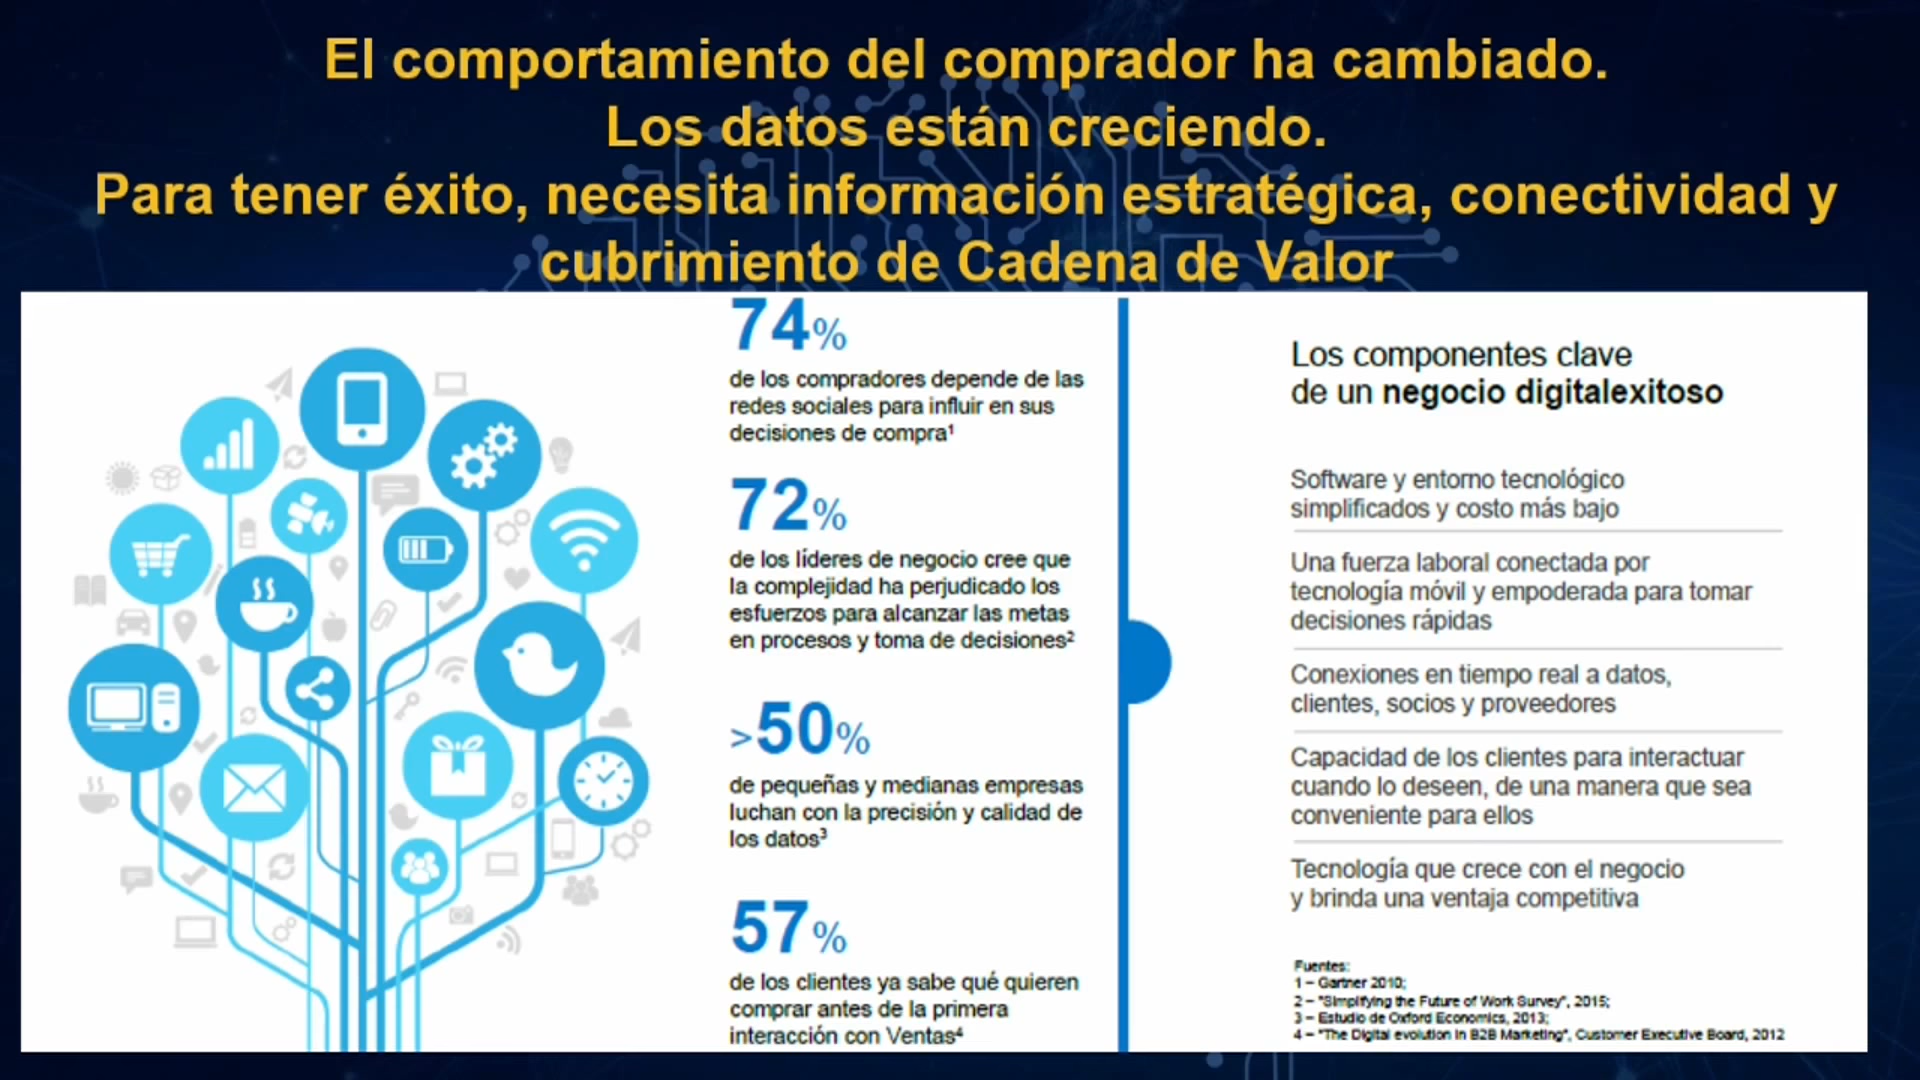 El comportamiento del comprador ha cambiado.
Los datos están creciendo.
Para tener éxito, necesita información estratégica, conectividad y
cubrimiento de Cadena de Valor
74%
de los compradores depende de las
redes sociales para influir en sus
decisiones de compra¹
72%
de los líderes de negocio cree que
la complejidad ha perjudicado los
esfuerzos para alcanzar las metas
en procesos y toma de decisiones²
>50%
de pequeñas y medianas empresas
luchan con la precisión y calidad de
los datos³
57%
de los clientes ya sabe qué quieren
comprar antes de la primera
interacción con Ventas⁴
Los componentes clave
de un negocio digitalexitoso
Software y entorno tecnológico
simplificados y costo más bajo
Una fuerza laboral conectada por
tecnología móvil y empoderada para tomar
decisiones rápidas
Conexiones en tiempo real a datos,
clientes, socios y proveedores
Capacidad de los clientes para interactuar
cuando lo deseen, de una manera que sea
conveniente para ellos
Tecnología que crece con el negocio
y brinda una ventaja competitiva
Fuentes:
1 – Gartner 2010;
2 – "Simplifying the Future of Work Survey", 2015;
3 – Estudio de Oxford Economics, 2013;
4 – "The Digital evolution in B2B Marketing", Customer Executive Board, 2012